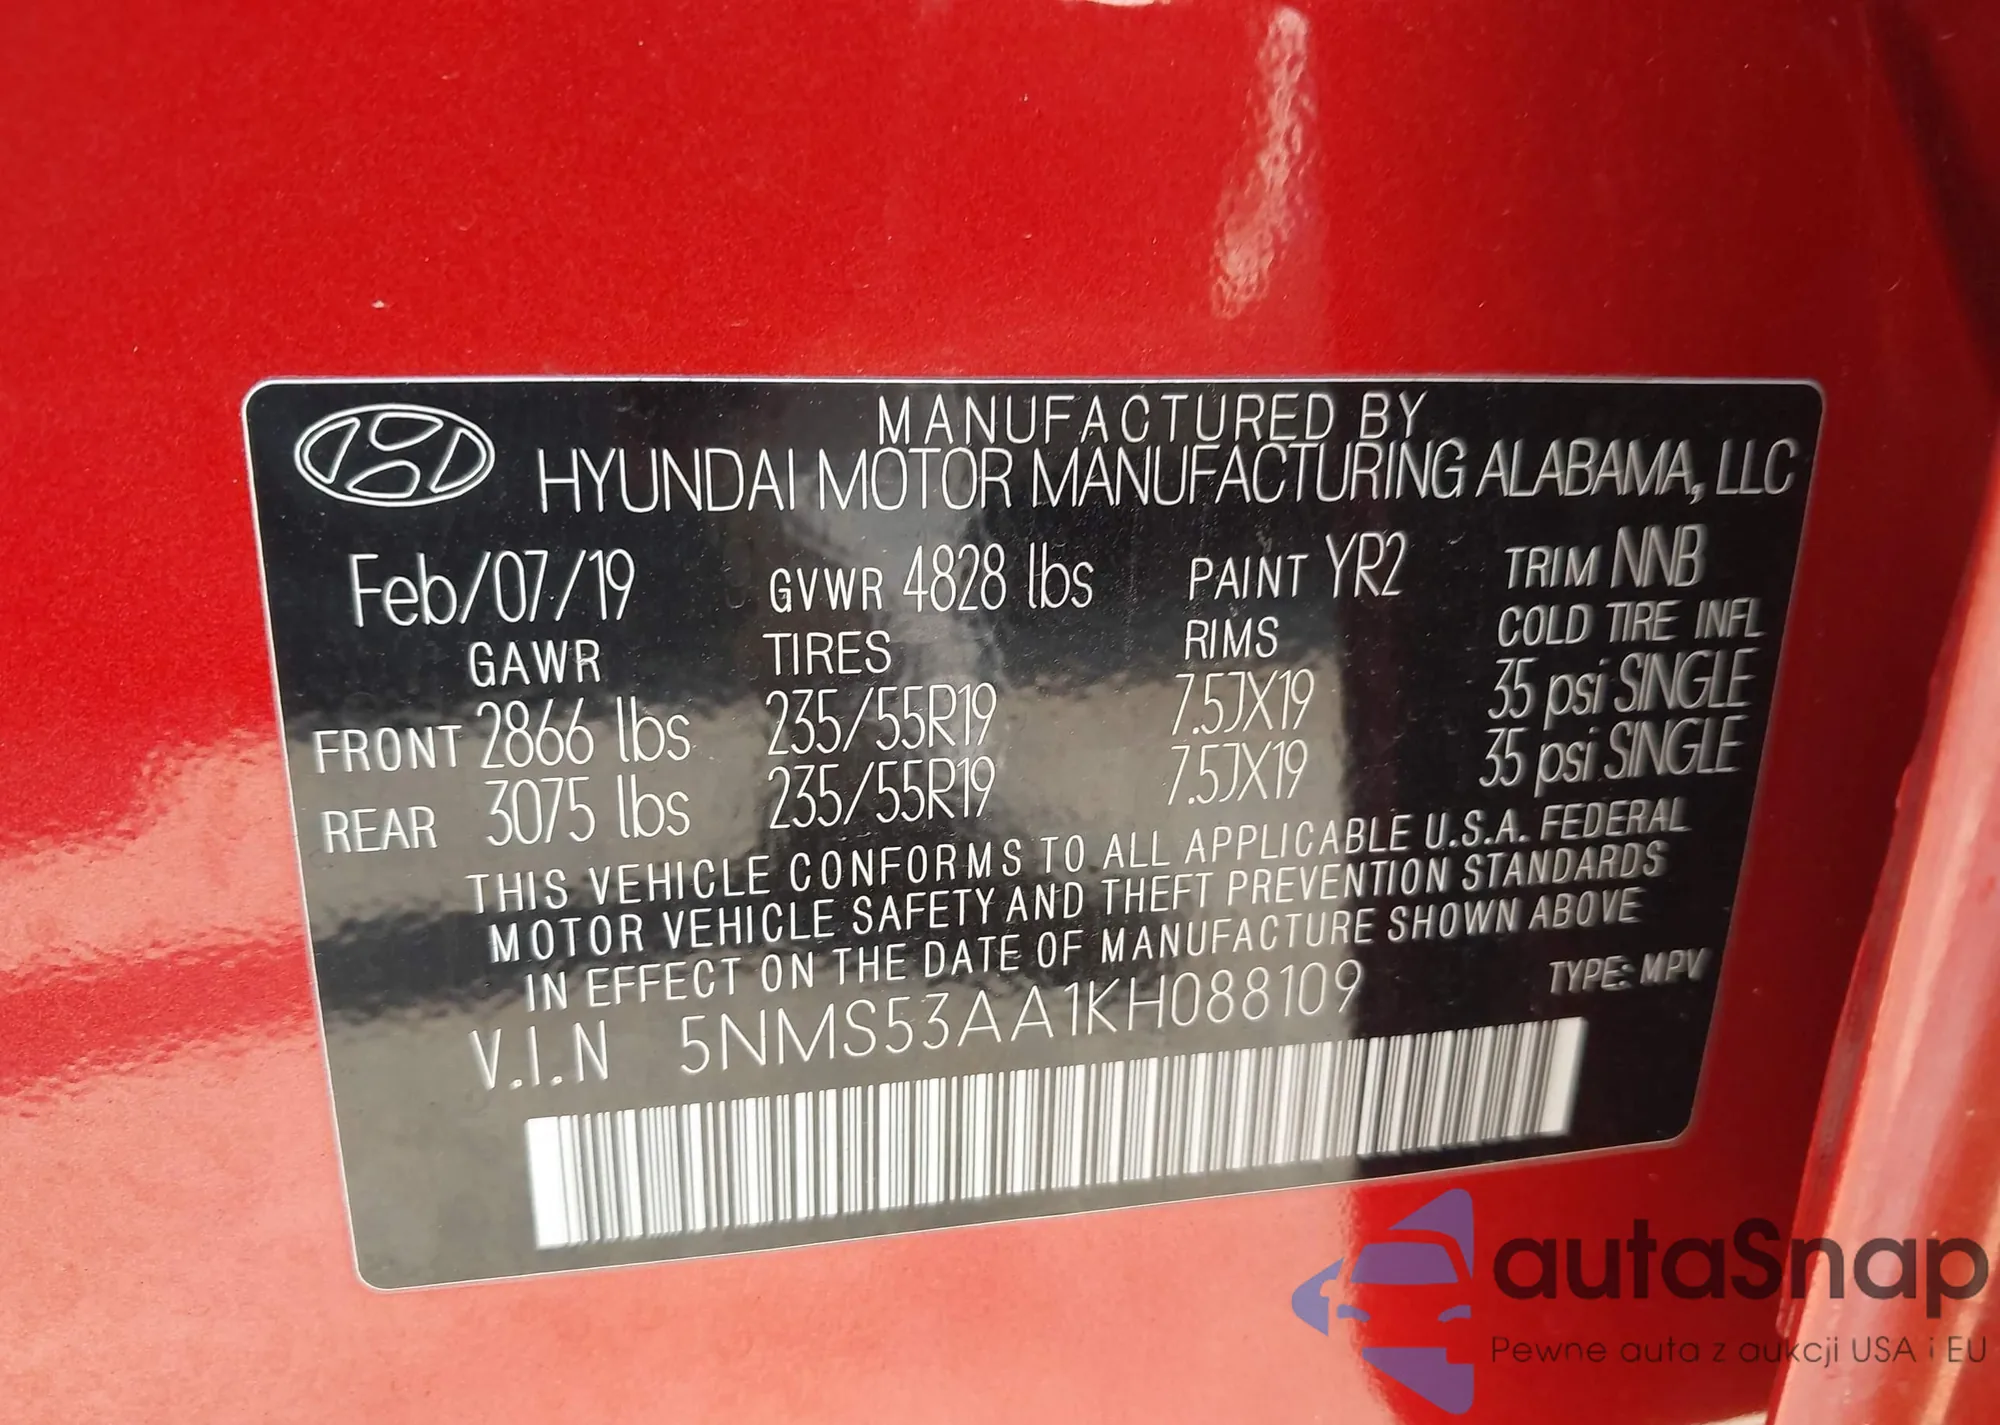 MANUFACTURED BY
HYUNDAI MOTOR MANUFACTURING ALABAMA, LLC
Feb/07/19 GVWR 4828 lbs PAINT YR2 TRIM NNB
GAWR TIRES RIMS COLD TIRE INFL
FRONT 2866 lbs 235/55R19 7.5JX19 35 psi SINGLE
REAR 3075 lbs 235/55R19 7.5JX19 35 psi SINGLE
THIS VEHICLE CONFORMS TO ALL APPLICABLE U.S.A. FEDERAL
MOTOR VEHICLE SAFETY AND THEFT PREVENTION STANDARDS
IN EFFECT ON THE DATE OF MANUFACTURE SHOWN ABOVE
V.I.N 5NMS53AA1KH088109 TYPE: MPV
autaSnap
Pewne auta z aukcji USA i EU